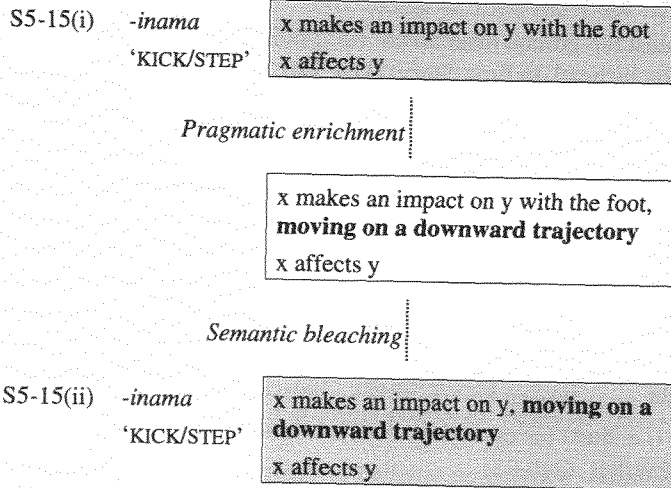 S5-15(i) -inama x makes an impact on y with the foot
‘KICK/STEP’ x affects y
Pragmatic enrichment
x makes an impact on y with the foot,
moving on a downward trajectory
x affects y
Semantic bleaching
S5-15(ii) -inama x makes an impact on y, moving on a
‘KICK/STEP’ downward trajectory
x affects y